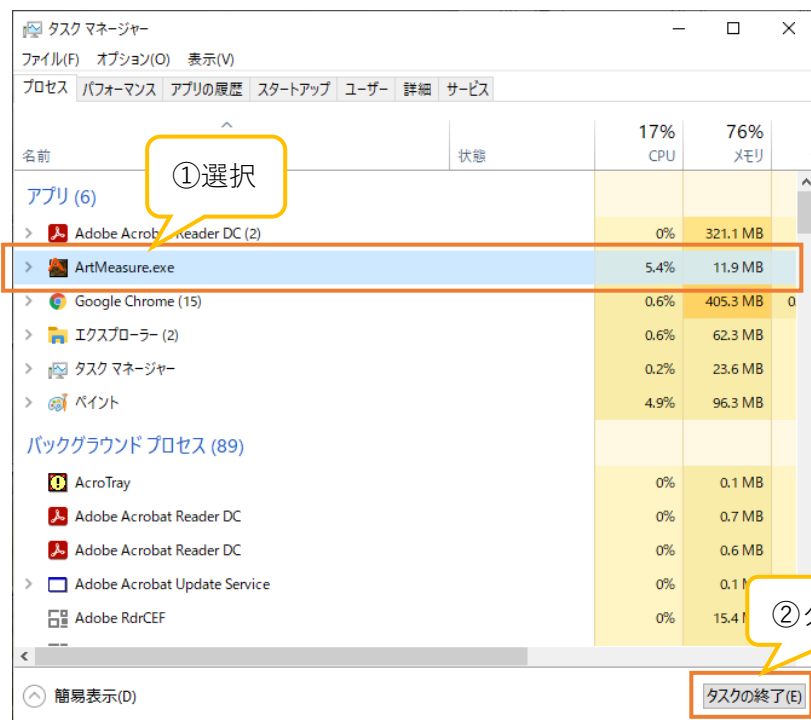 タスク マネージャー
ファイル(F) オプション(O) 表示(V)
プロセス パフォーマンス アプリの履歴 スタートアップ ユーザー 詳細 サービス
17% 76%
名前 状態 CPU メモリ
①選択
アプリ (6)
Adobe Acrobat Reader DC (2) 0% 321.1 MB
ArtMeasure.exe 5.4% 11.9 MB
Google Chrome (15) 0.6% 405.3 MB 0
エクスプローラー (2) 0.6% 62.3 MB
タスク マネージャー 0.2% 23.6 MB
ペイント 4.9% 96.3 MB
バックグラウンド プロセス (89)
AcroTray 0% 0.1 MB
Adobe Acrobat Reader DC 0% 0.7 MB
Adobe Acrobat Reader DC 0% 0.6 MB
Adobe Acrobat Update Service 0% 0.1
Adobe RdrCEF 0% 15.4
②
簡易表示(D) タスクの終了(E)